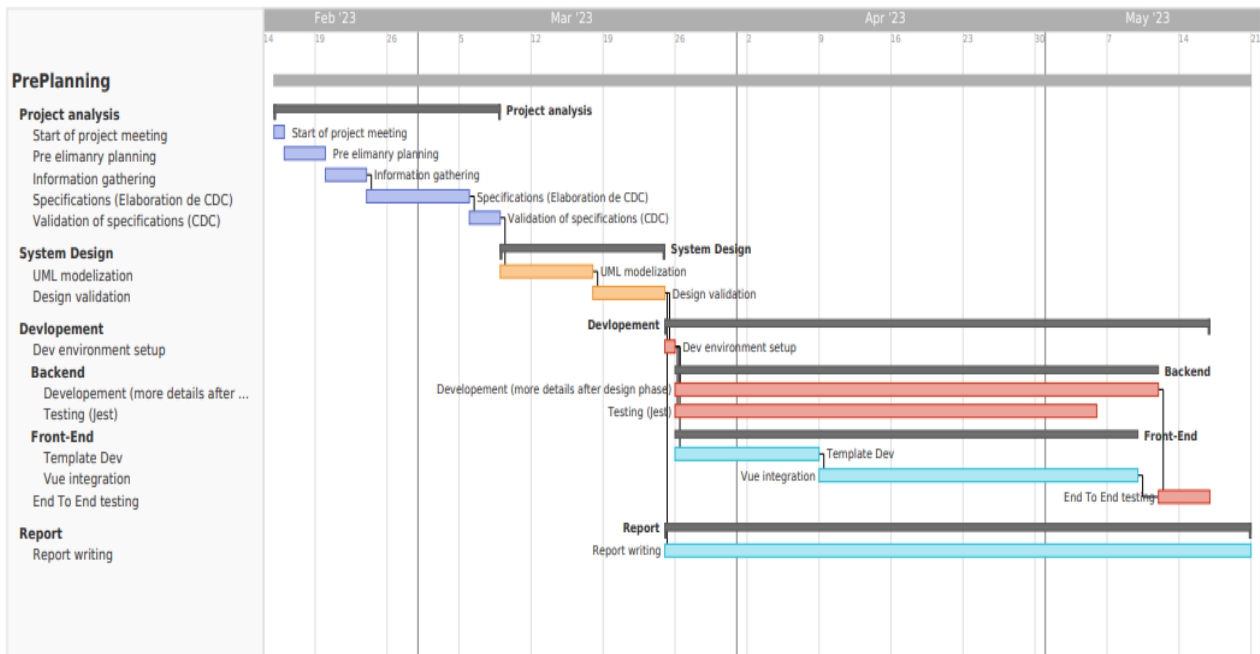 Feb '23 Mar '23 Apr '23 May '23
14 19 26 5 12 19 26 2 9 16 23 30 7 14 21
PrePlanning
Project analysis Project analysis
Start of project meeting Start of project meeting
Pre elimanry planning Pre elimanry planning
Information gathering Information gathering
Specifications (Elaboration de CDC) Specifications (Elaboration de CDC)
Validation of specifications (CDC) Validation of specifications (CDC)
System Design System Design
UML modelization UML modelization
Design validation Design validation
Devlopement Devlopement
Dev environment setup Dev environment setup
Backend Backend
Developement (more details after ... Developement (more details after design phase)
Testing (Jest) Testing (Jest)
Front-End Front-End
Template Dev Template Dev
Vue integration Vue integration
End To End testing End To End testing
Report Report
Report writing Report writing